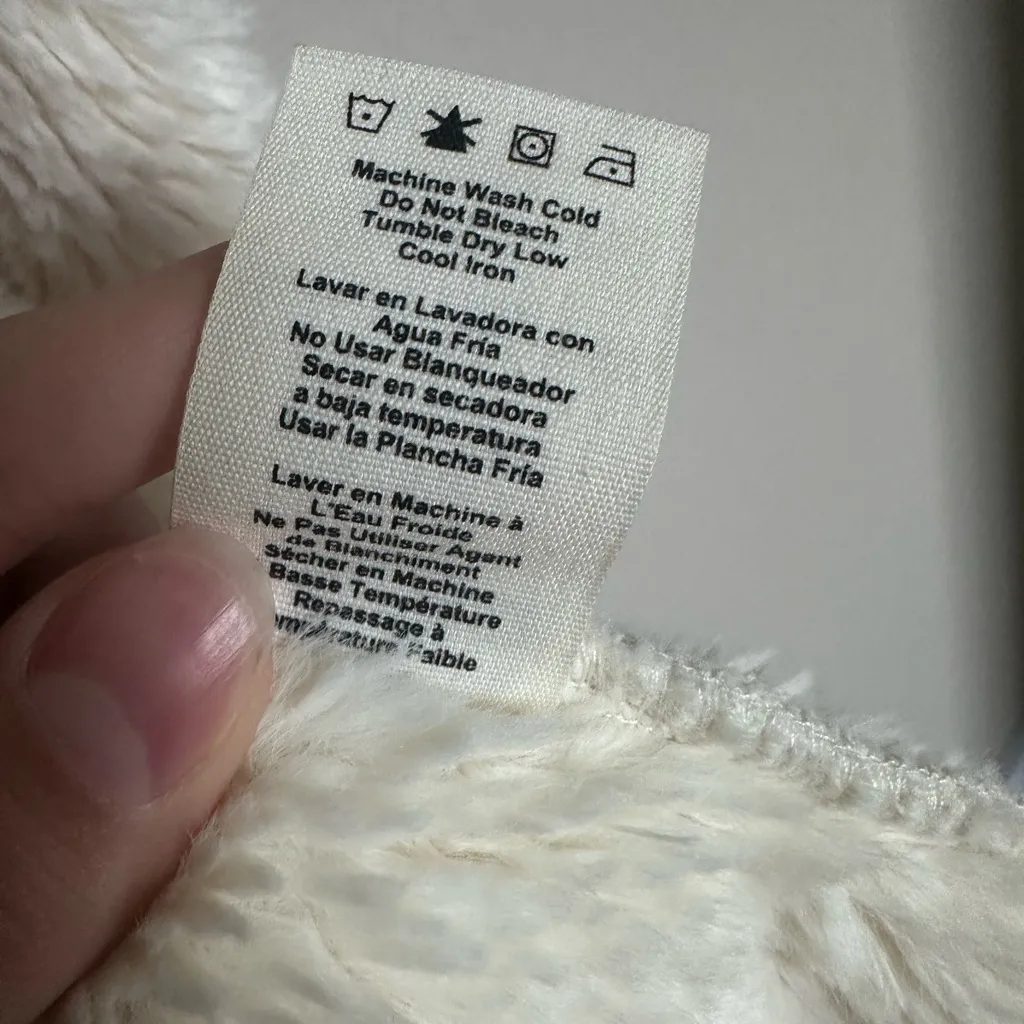 Machine Wash Cold
Do Not Bleach
Tumble Dry Low
Cool Iron
Lavar en Lavadora con
Agua Fría
No Usar Blanqueador
Secar en secadora
a baja temperatura
Usar la Plancha Fría
Laver en Machine à
L'Eau Froide
Ne Pas Utiliser Agent
de Blanchiment
Sécher en Machine
Basse Température
Repassage à
Faible